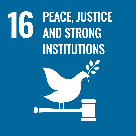 16 PEACE, JUSTICE
AND STRONG
INSTITUTIONS